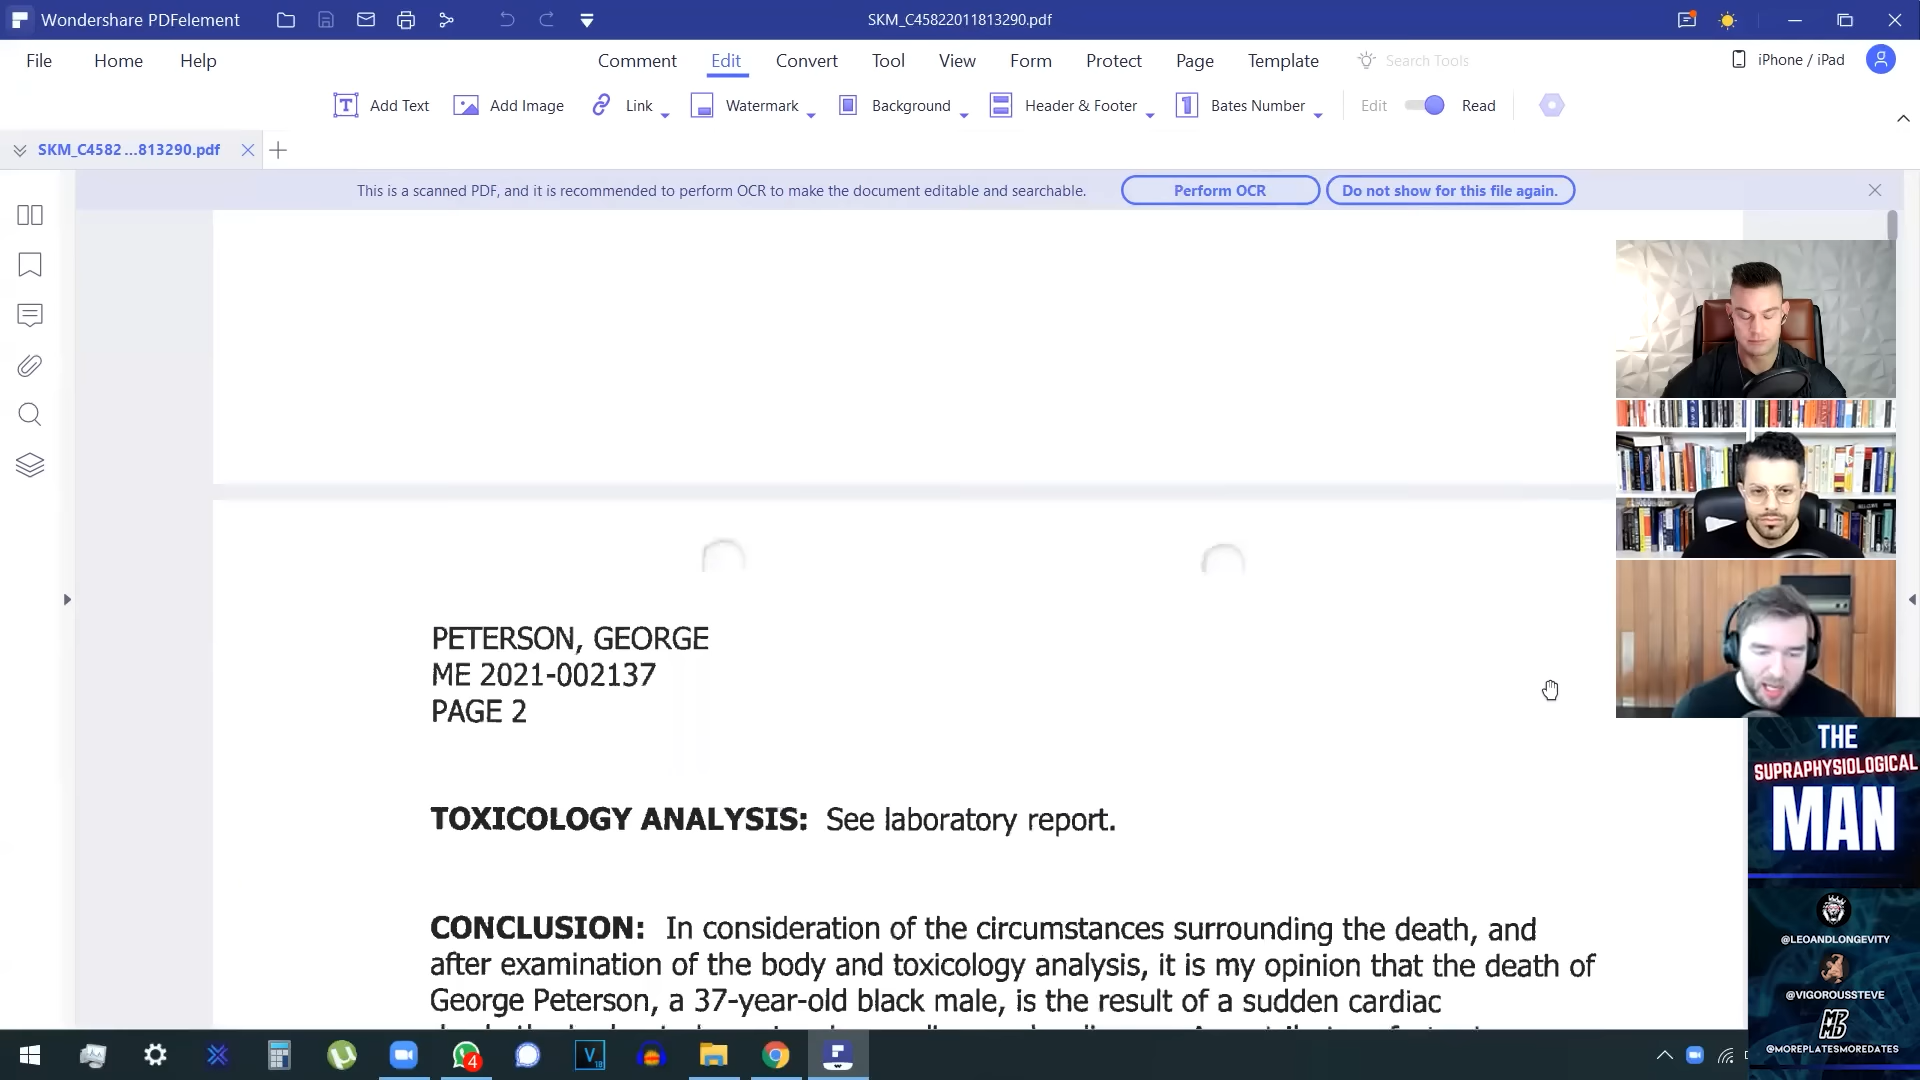 Wondershare PDFelement
SKM_C45822011813290.pdf
File Home Help Comment Edit Convert Tool View Form Protect Page Template Search Tools iPhone / iPad
Add Text Add Image Link Watermark Background Header & Footer Bates Number Edit Read
SKM_C4582 ...813290.pdf
This is a scanned PDF, and it is recommended to perform OCR to make the document editable and searchable. Perform OCR Do not show for this file again.
PETERSON, GEORGE
ME 2021-002137
PAGE 2
TOXICOLOGY ANALYSIS: See laboratory report.
CONCLUSION: In consideration of the circumstances surrounding the death, and
after examination of the body and toxicology analysis, it is my opinion that the death of
George Peterson, a 37-year-old black male, is the result of a sudden cardiac
THE
SUPRAPHYSIOLOGICAL
MAN
@LEOANDLONGEVITY
@VIGOROUSSTEVE
@MOREPLATESMOREDATES
4